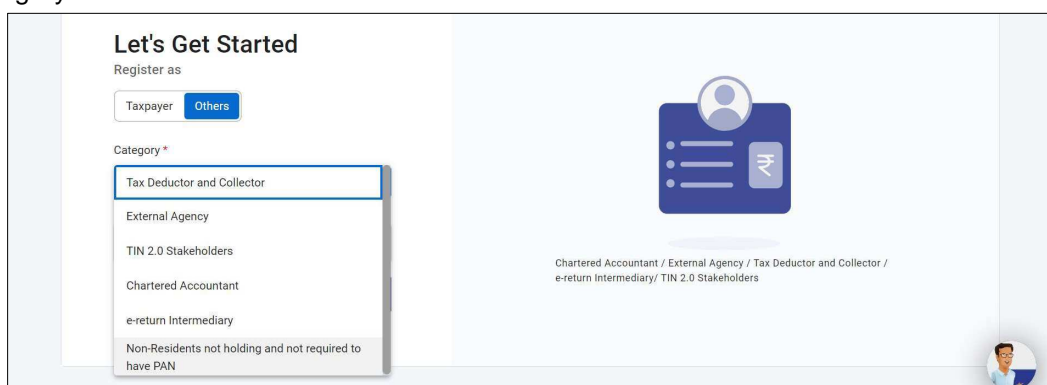 Let's Get Started
Register as
Taxpayer Others
Category *
Tax Deductor and Collector
External Agency
TIN 2.0 Stakeholders
Chartered Accountant
e-return Intermediary
Non-Residents not holding and not required to
have PAN
₹
Chartered Accountant / External Agency / Tax Deductor and Collector /
e-return Intermediary/ TIN 2.0 Stakeholders